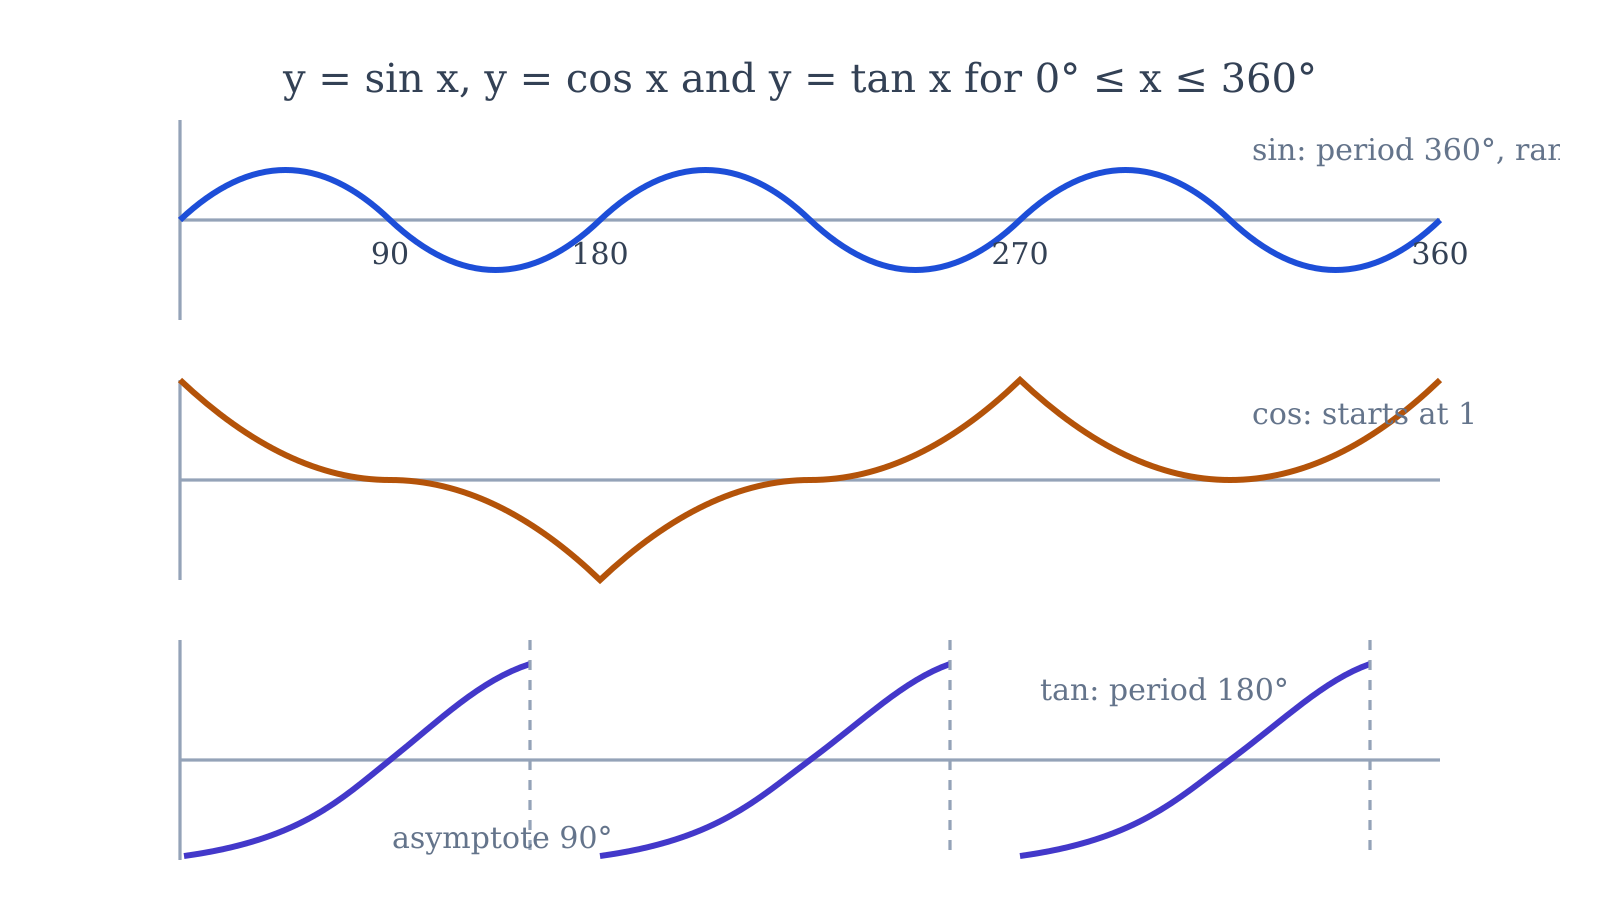 y = sin x, y = cos x and y = tan x for 0° ≤ x ≤ 360°
sin: period 360°, ran
90 180 270 360
cos: starts at 1
tan: period 180°
asymptote 90°